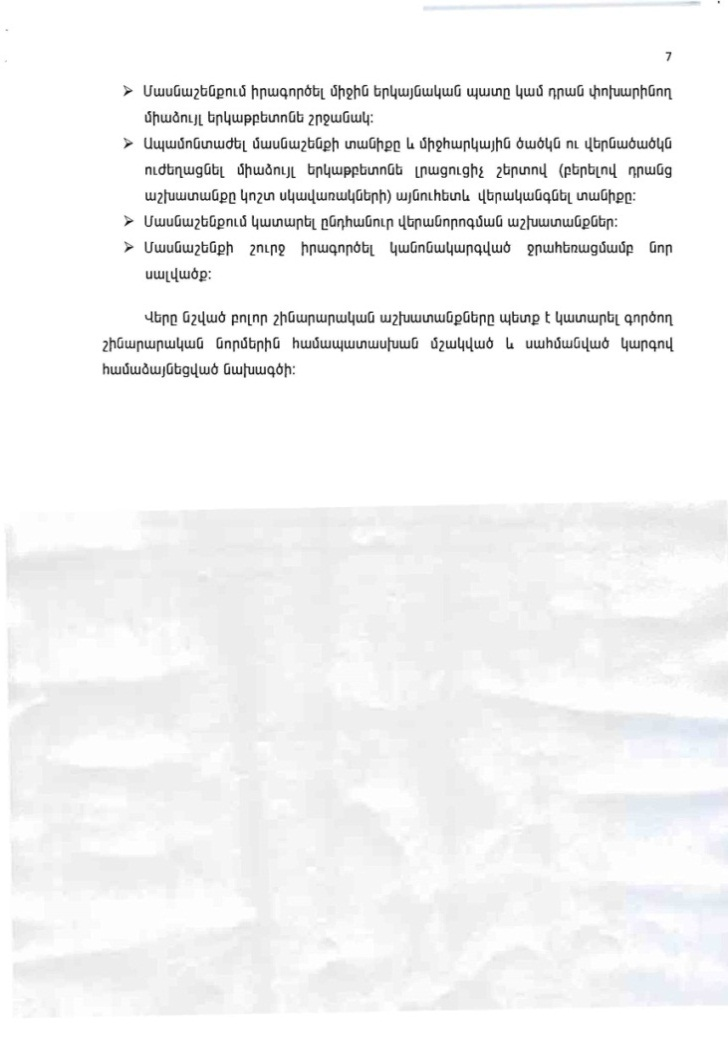 7
➢ Մասնաշենքում իրագործել միջին երկայնական պատը կամ դրան փոխարինող
միաձույլ երկաթբետոնե շրջանակ:
➢ Ապամոնտաժել մասնաշենքի տանիքը և միջհարկային ծածկն ու վերնածածկն
ուժեղացնել միաձույլ երկաթբետոնե լրացուցիչ շերտով (բերելով դրանց
աշխատանքը կոշտ սկավառակների) այնուհետև վերականգնել տանիքը:
➢ Մասնաշենքում կատարել ընդհանուր վերանորոգման աշխատանքներ:
➢ Մասնաշենքի շուրջ իրագործել կանոնակարգված ջրահեռացմամբ նոր
սալվածք:
Վերը նշված բոլոր շինարարական աշխատանքները պետք է կատարել գործող
շինարարական նորմերին համապատասխան մշակված և սահմանված կարգով
համաձայնեցված նախագծի: